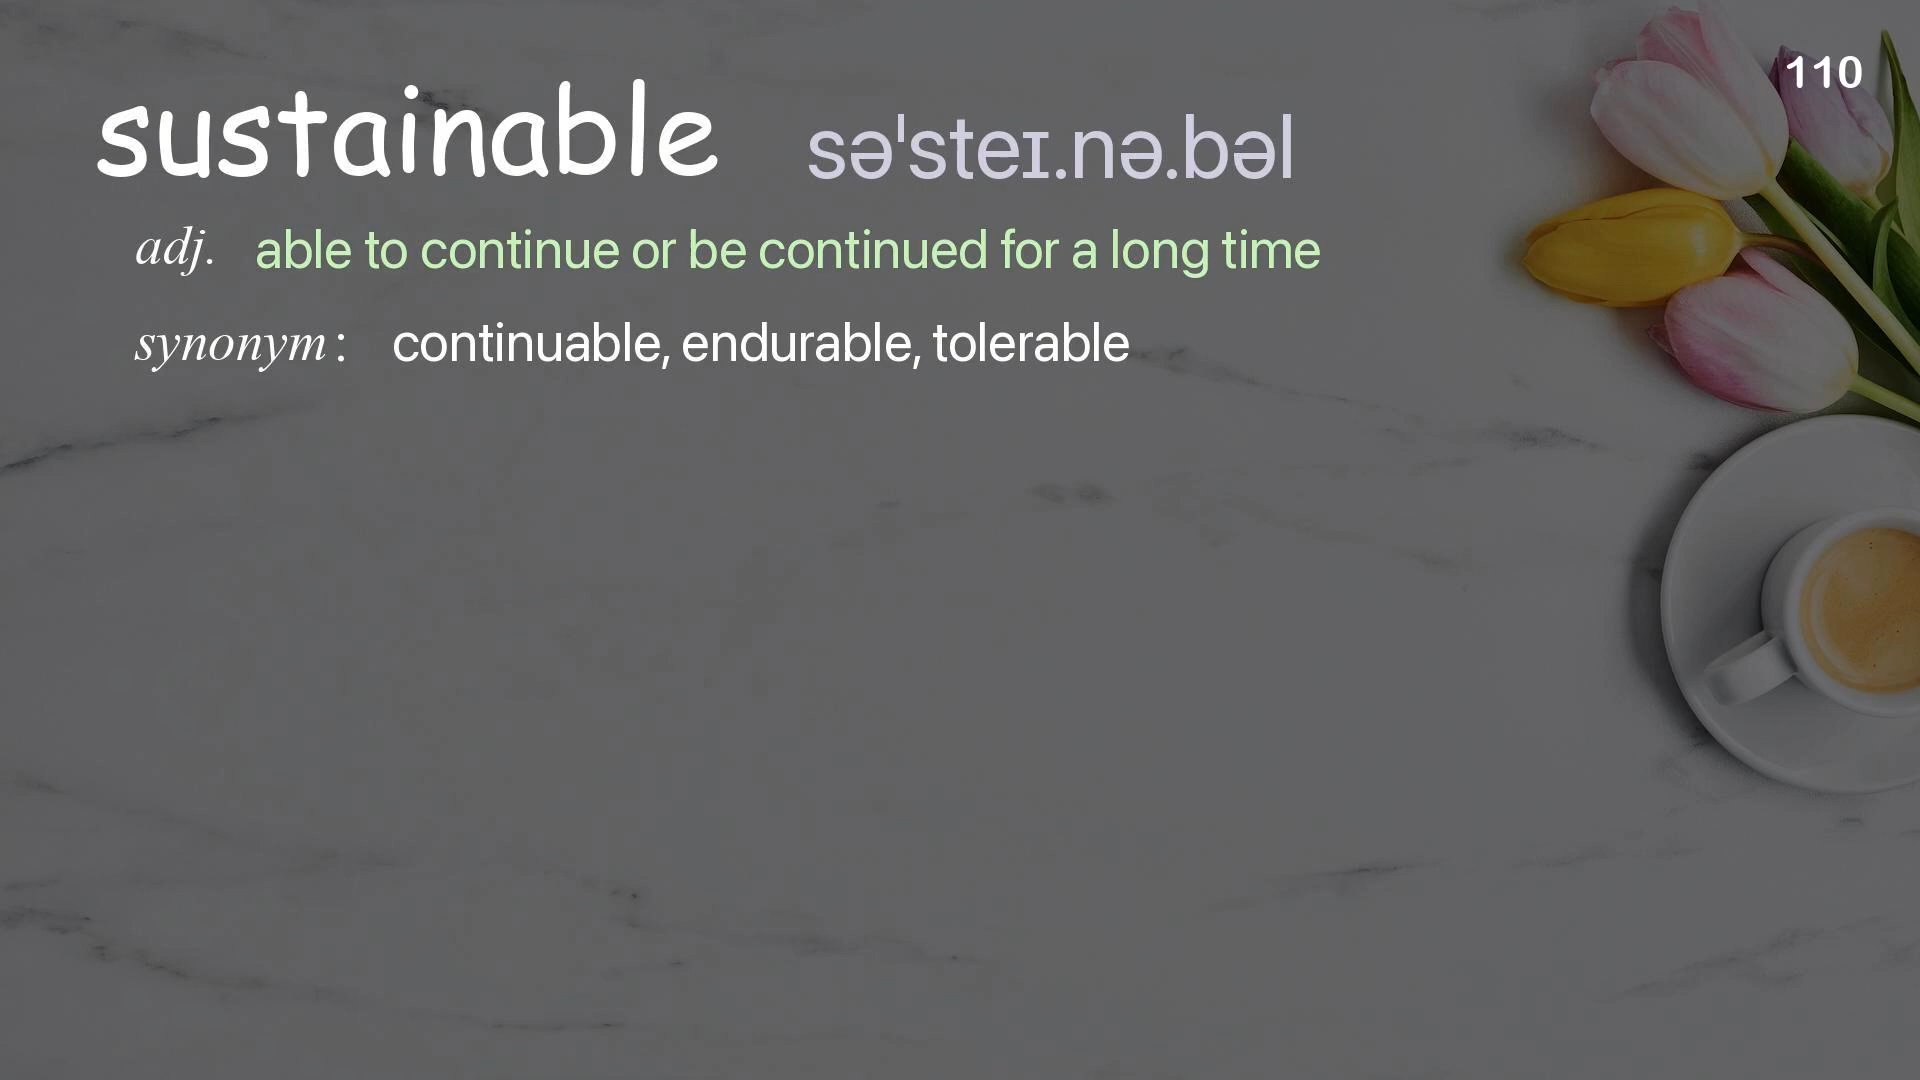 110
sustainable səˈsteɪ.nə.bəl
adj. able to continue or be continued for a long time
synonym : continuable, endurable, tolerable